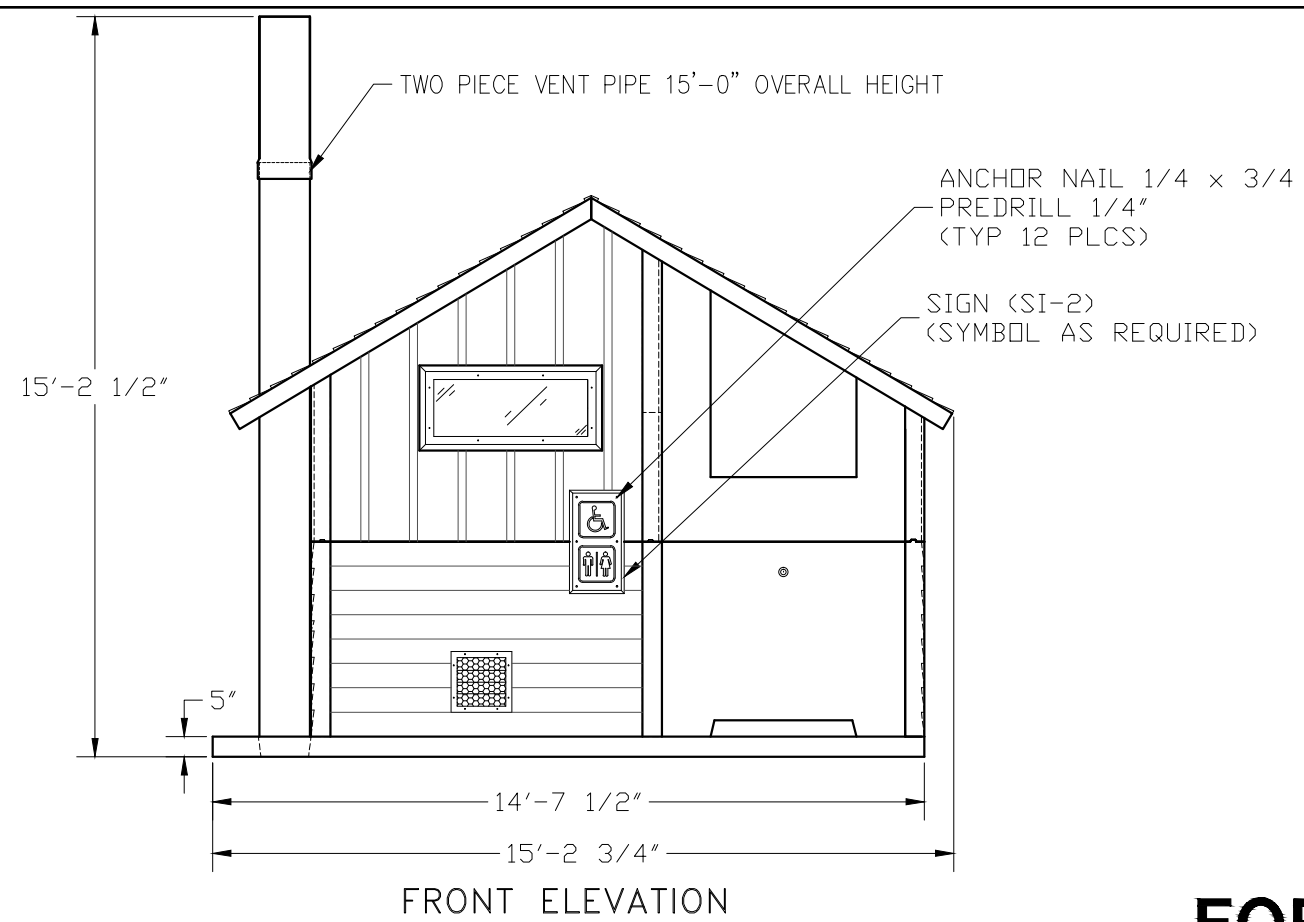 TWO PIECE VENT PIPE 15'-0" OVERALL HEIGHT
ANCHOR NAIL 1/4 x 3/4
PREDRILL 1/4"
(TYP 12 PLCS)
SIGN (SI-2)
(SYMBOL AS REQUIRED)
15'-2 1/2"
5"
14'-7 1/2"
15'-2 3/4"
FRONT ELEVATION